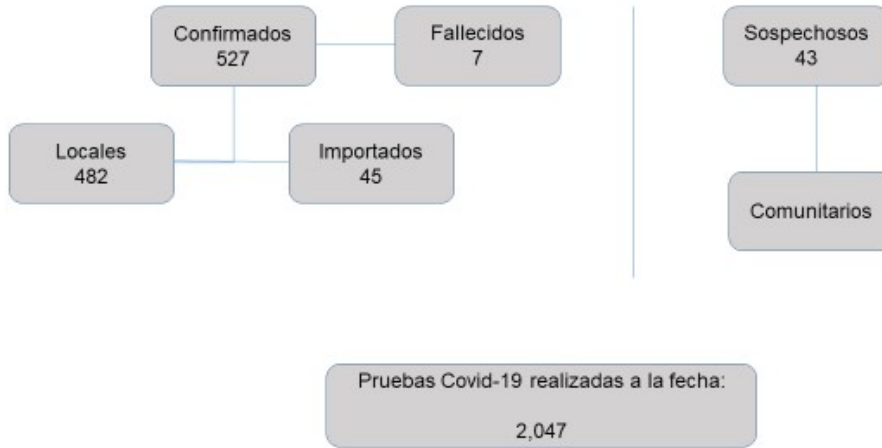 Confirmados
527
Fallecidos
7
Sospechosos
43
Locales
482
Importados
45
Comunitarios
Pruebas Covid-19 realizadas a la fecha:
2,047